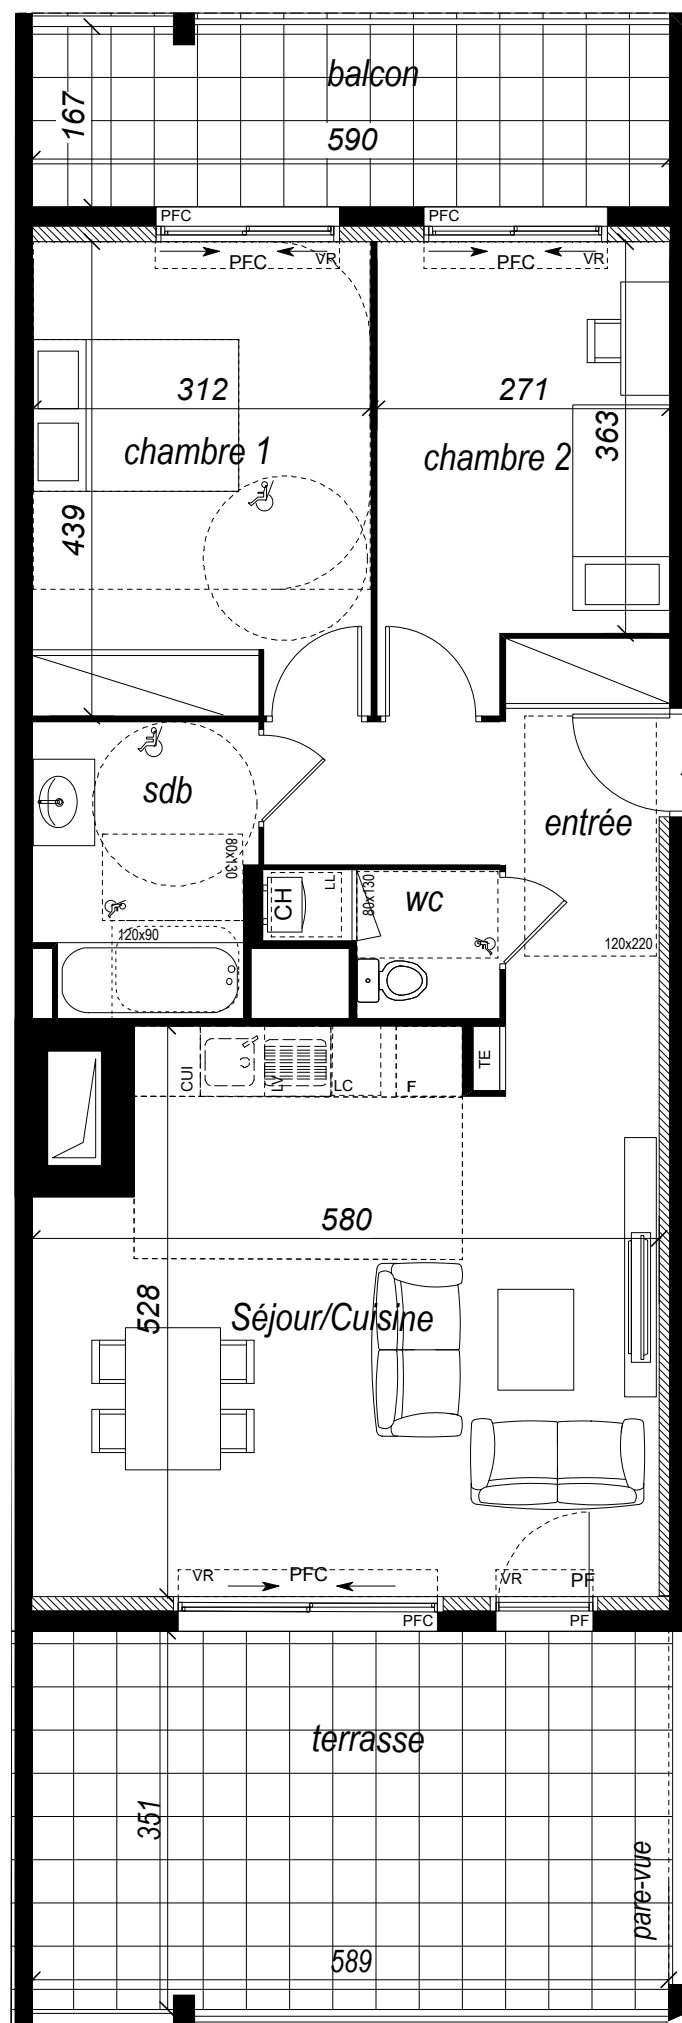 balcon
167
590
PFC
PFC
PFC
VR
PFC
VR
312
271
chambre 1
chambre 2
363
439
sdb
entrée
80x130
CH
LL
80x130
wc
120x90
120x220
CUI
LV
LC
F
TE
580
528
Séjour/Cuisine
VR
PFC
VR
PF
PFC
PF
terrasse
351
pare-vue
589